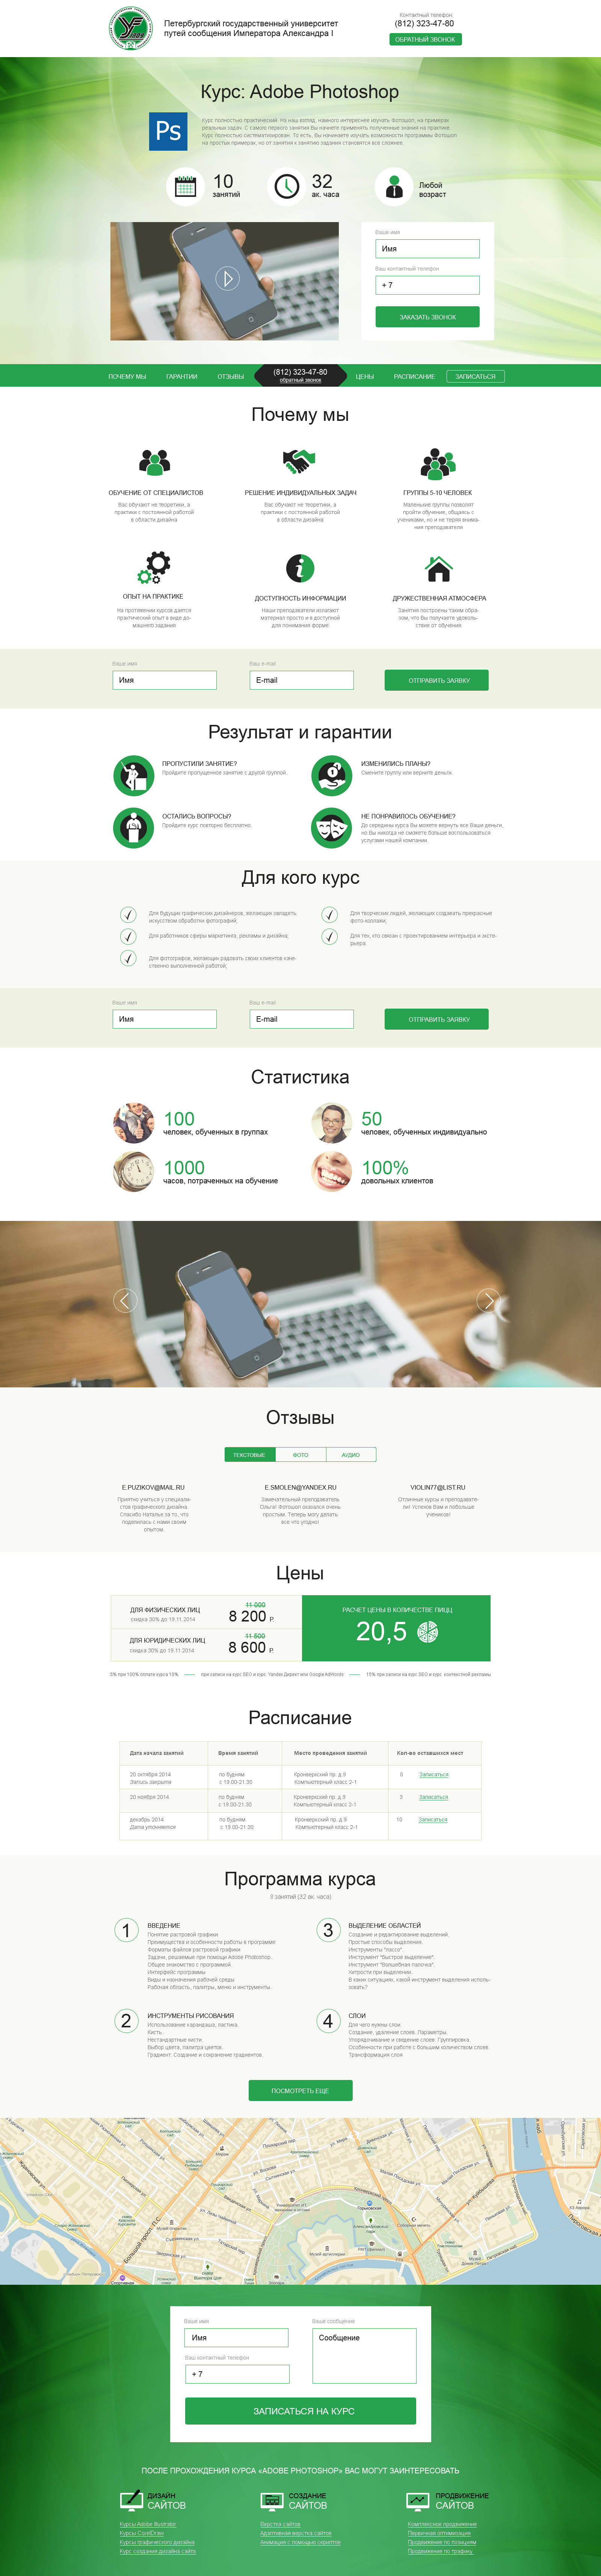 Петербургский государственный университет
путей сообщения Императора Александра I
Контактный телефон
(812) 323-47-80
ОБРАТНЫЙ ЗВОНОК
Курс: Adobe Photoshop
Ps
Курс полностью практический. На наш взгляд, намного интереснее изучать Фотошоп, на примерах
реальных задач. С самого первого занятия Вы начнете применять полученные знания на практике.
Курс полностью систематизирован. То есть, Вы начинаете изучать возможности программы Фотошоп
на простых примерах, но от занятия к занятию задания становятся все сложнее.
10
занятий
32
ак. часа
Любой
возраст
Ваше имя
Имя
Ваш контактный телефон
+ 7
ЗАКАЗАТЬ ЗВОНОК
ПОЧЕМУ МЫ
ГАРАНТИИ
ОТЗЫВЫ
(812) 323-47-80
обратный звонок
ЦЕНЫ
РАСПИСАНИЕ
ЗАПИСАТЬСЯ
Почему мы
ОБУЧЕНИЕ ОТ СПЕЦИАЛИСТОВ
Вас обучают не теоретики, а
практики с постоянной работой
в области дизайна
РЕШЕНИЕ ИНДИВИДУАЛЬНЫХ ЗАДАЧ
Вас обучают не теоретики, а
практики с постоянной работой
в области дизайна
ГРУППЫ 5-10 ЧЕЛОВЕК
Маленькие группы позволят
пройти обучение, общаясь с
учениками, но и не теряя внима-
ния преподавателя
ОПЫТ НА ПРАКТИКЕ
На протяжении курсов дается
практический опыт в виде до-
машнего задания
ДОСТУПНОСТЬ ИНФОРМАЦИИ
Наши преподаватели излагают
материал просто и в доступной
для понимания форме
ДРУЖЕСТВЕННАЯ АТМОСФЕРА
Занятия построены таким обра-
зом, что Вы получаете удоволь-
ствие от обучения
Ваше имя
Имя
Ваш e-mail
E-mail
ОТПРАВИТЬ ЗАЯВКУ
Результат и гарантии
ПРОПУСТИЛИ ЗАНЯТИЕ?
Пройдите пропущенное занятие с другой группой.
ИЗМЕНИЛИСЬ ПЛАНЫ?
Смените группу или верните деньги.
ОСТАЛИСЬ ВОПРОСЫ?
Пройдите курс повторно бесплатно.
НЕ ПОНРАВИЛОСЬ ОБУЧЕНИЕ?
До середины курса Вы можете вернуть все Ваши деньги,
но Вы никогда не сможете больше воспользоваться
услугами нашей компании.
Для кого курс
Для будущих графических дизайнеров, желающих овладеть
искусством обработки фотографий;
Для работников сферы маркетинга, рекламы и дизайна;
Для фотографов, желающих радовать своих клиентов каче-
ственно выполненной работой;
Для творческих людей, желающих создавать прекрасные
фото-коллажи;
Для тех, кто связан с проектированием интерьера и эксте-
рьера.
Ваше имя
Имя
Ваш e-mail
E-mail
ОТПРАВИТЬ ЗАЯВКУ
Статистика
100
человек, обученных в группах
50
человек, обученных индивидуально
1000
часов, потраченных на обучение
100%
довольных клиентов
Отзывы
ТЕКСТОВЫЕ
ФОТО
АУДИО
E.PUZIKOV@MAIL.RU
Приятно учиться у специали-
стов графического дизайна.
Спасибо Наталье за то, что
поделилась с нами своим
опытом.
E.SMOLEN@YANDEX.RU
Замечательный преподаватель
Ольга! Фотошоп оказался очень
простым. Теперь могу делать
все что угодно!
VIOLIN77@LIST.RU
Отличные курсы и преподавате-
ли! Успехов Вам и побольше
учеников!
Цены
ДЛЯ ФИЗИЧЕСКИХ ЛИЦ
скидка 30% до 19.11.2014
11 000
8 200 Р.
ДЛЯ ЮРИДИЧЕСКИХ ЛИЦ
скидка 30% до 19.11.2014
11 500
8 600 Р.
РАСЧЕТ ЦЕНЫ В КОЛИЧЕСТВЕ ПИЦЦ
20,5
5% при 100% оплате курса 10%
при записи на курс SEO и курс: Yandex.Директ или Google AdWords
15% при записи на курс SEO и курс: контекстной рекламы
Расписание
Дата начала занятий
Время занятий
Место проведения занятий
Кол-во оставшихся мест
20 октября 2014
Запись закрыта
по будням
с 19.00-21.30
Кронверкский пр. д.9
Компьютерный класс 2-1
0
Записаться
20 ноября 2014
по будням
с 19.00-21.30
Кронверкский пр. д.9
Компьютерный класс 2-1
3
Записаться
декабрь 2014
Дата уточняется
по будням
с 19.00-21.30
Кронверкский пр. д.9
Компьютерный класс 2-1
10
Записаться
Программа курса
8 занятий (32 ак. часа)
1
ВВЕДЕНИЕ
Понятие растровой графики
Преимущества и особенности работы в программе
Форматы файлов растровой графики
Задачи, решаемые при помощи Adobe Photoshop.
Общее знакомство с программой.
Интерфейс программы
Виды и назначения рабочей среды
Рабочая область, палитры, меню и инструменты.
3
ВЫДЕЛЕНИЕ ОБЛАСТЕЙ
Создание и редактирование выделений
Простые способы выделения
Инструменты "лассо".
Инструмент "Быстрое выделение"
Инструмент "Волшебная палочка"
Хитрости при выделении
В каких ситуациях, какой инструмент выделения исполь-
зовать?
2
ИНСТРУМЕНТЫ РИСОВАНИЯ
Использование карандаша, ластика.
Кисть.
Нестандартные кисти.
Выбор цвета, палитра цветов.
Градиент. Создание и сохранение градиентов.
4
СЛОИ
Для чего нужны слои.
Создание, удаление слоев. Параметры.
Упорядочивание и сведение слоев. Группировка.
Особенности при работе с большим количеством слоев.
Трансформация слоя
ПОСМОТРЕТЬ ЕЩЕ
Ваше имя
Имя
Ваш контактный телефон
+ 7
Ваше сообщение
Сообщение
ЗАПИСАТЬСЯ НА КУРС
ПОСЛЕ ПРОХОЖДЕНИЯ КУРСА «ADOBE PHOTOSHOP» ВАС МОГУТ ЗАИНТЕРЕСОВАТЬ
ДИЗАЙН
САЙТОВ
Курсы Adobe Illustrator
Курсы CorelDraw
Курсы графического дизайна
Курс создания дизайна сайта
СОЗДАНИЕ
САЙТОВ
Верстка сайтов
Адаптивная верстка сайтов
Анимация с помощью скриптов
ПРОДВИЖЕНИЕ
САЙТОВ
Комплексное продвижение
Первичная оптимизация
Продвижение по позициям
Продвижение по трафику